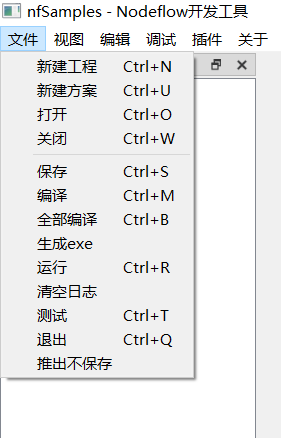 nfSamples - Nodeflow开发工具
文件 视图 编辑 调试 插件 关于
新建工程 Ctrl+N
新建方案 Ctrl+U
打开 Ctrl+O
关闭 Ctrl+W
保存 Ctrl+S
编译 Ctrl+M
全部编译 Ctrl+B
生成exe
运行 Ctrl+R
清空日志
测试 Ctrl+T
退出 Ctrl+Q
推出不保存